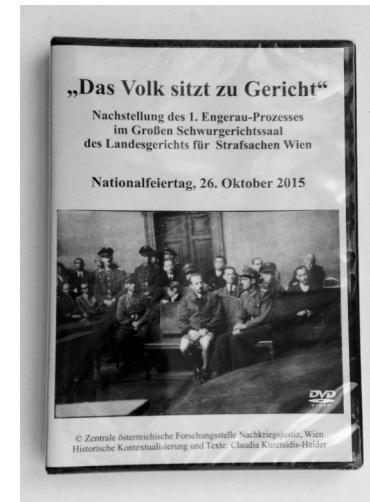 „Das Volk sitzt zu Gericht“
Nachstellung des 1. Engerau-Prozesses
im Großen Schwurgerichtssaal
des Landesgerichts für Strafsachen Wien
Nationalfeiertag, 26. Oktober 2015
DVD
VIDEO
© Zentrale österreichische Forschungsstelle Nachkriegsjustiz, Wien
Historische Kontextualisierung und Texte: Claudia Kuretsidis-Haider